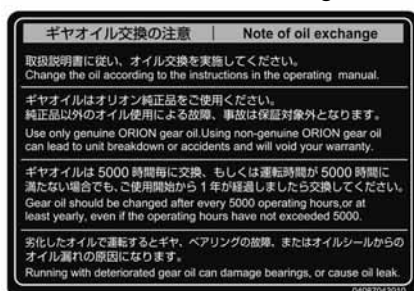 ギヤオイル交換の注意 | Note of oil exchange
取扱説明書に従い、オイル交換を実施してください。
Change the oil according to the instructions in the operating manual.
ギヤオイルはオリオン純正品をご使用ください。
純正品以外のオイル使用による故障、事故は保証対象外となります。
Use only genuine ORION gear oil.Using non-genuine ORION gear oil
can lead to unit breakdown or accidents and will void your warranty.
ギヤオイルは 5000 時間毎に交換、もしくは運転時間が 5000 時間に
満たない場合でも、ご使用開始から 1 年が経過しましたら交換してください。
Gear oil should be changed after every 5000 operating hours,or at
least yearly, even if the operating hours have not exceeded 5000.
劣化したオイルで運転するとギヤ、ベアリングの故障、またはオイルシールからの
オイル漏れの原因になります。
Running with deteriorated gear oil can damage bearings, or cause oil leak.
04087043010